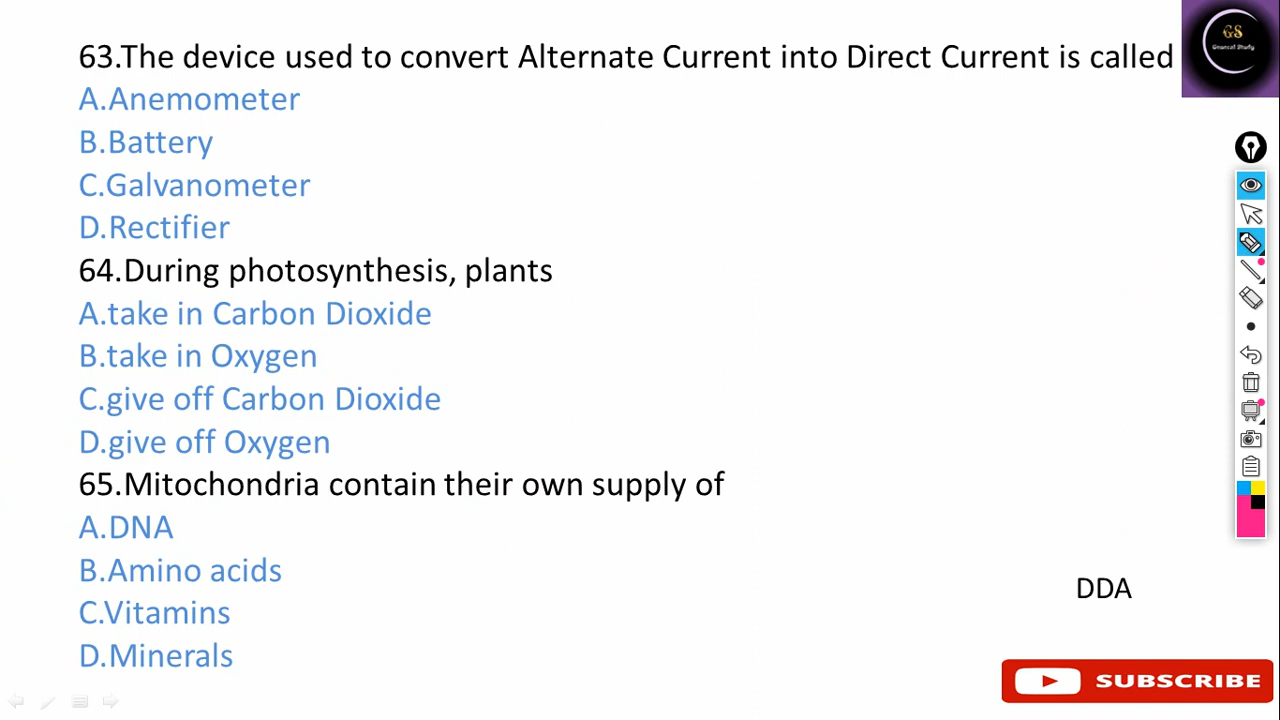 63.The device used to convert Alternate Current into Direct Current is called
A.Anemometer
B.Battery
C.Galvanometer
D.Rectifier
64.During photosynthesis, plants
A.take in Carbon Dioxide
B.take in Oxygen
C.give off Carbon Dioxide
D.give off Oxygen
65.Mitochondria contain their own supply of
A.DNA
B.Amino acids
C.Vitamins
D.Minerals
DDA
SUBSCRIBE
GS
General Study